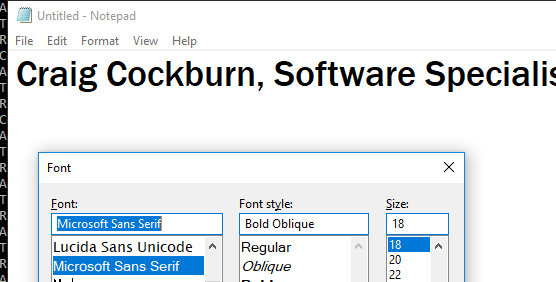 A
T
R
C
A
T
R
C
A
T
R
A
T
R
A
T
R
Untitled - Notepad
File Edit Format View Help
Craig Cockburn, Software Specialis
Font
Font: Font style: Size:
Microsoft Sans Serif Bold Oblique 18
Lucida Sans Unicode Regular 18
Microsoft Sans Serif Oblique 20
22